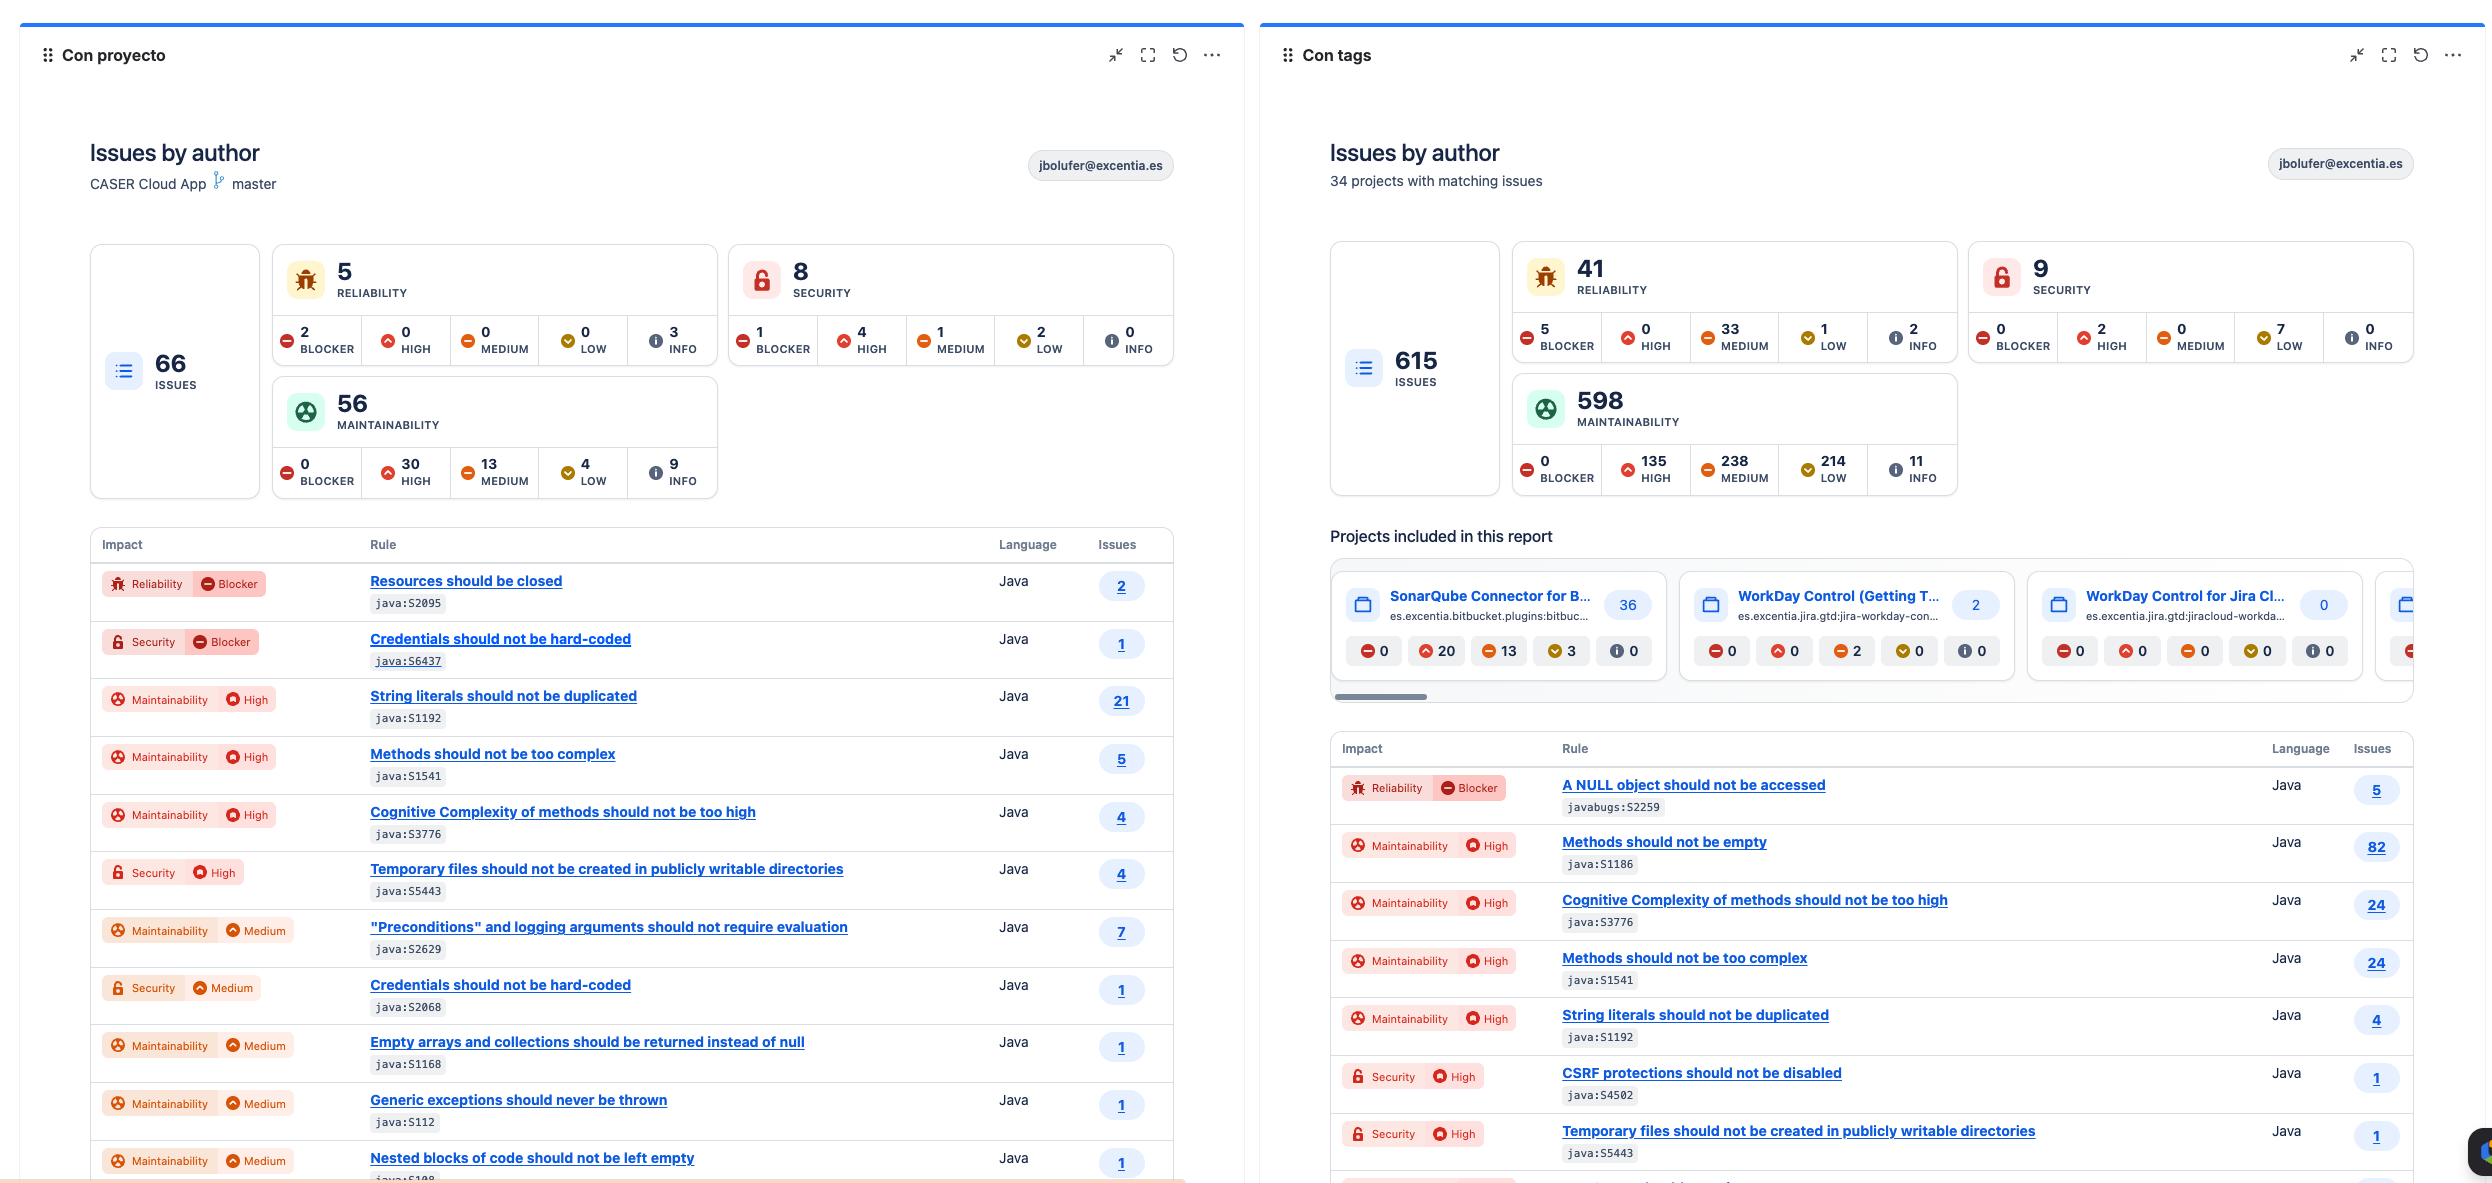 Con proyecto
Issues by author
jbolufer@excentia.es
CASER Cloud App master
66
ISSUES
5
RELIABILITY
2 BLOCKER
0 HIGH
0 MEDIUM
0 LOW
3 INFO
8
SECURITY
1 BLOCKER
4 HIGH
1 MEDIUM
2 LOW
0 INFO
56
MAINTAINABILITY
0 BLOCKER
30 HIGH
13 MEDIUM
4 LOW
9 INFO
Impact Rule Language Issues
Reliability Blocker Resources should be closed Java 2
java:S2095
Security Blocker Credentials should not be hard-coded Java 1
java:S6437
Maintainability High String literals should not be duplicated Java 21
java:S1192
Maintainability High Methods should not be too complex Java 5
java:S1541
Maintainability High Cognitive Complexity of methods should not be too high Java 4
java:S3776
Security High Temporary files should not be created in publicly writable directories Java 4
java:S5443
Maintainability Medium "Preconditions" and logging arguments should not require evaluation Java 7
java:S2629
Security Medium Credentials should not be hard-coded Java 1
java:S2068
Maintainability Medium Empty arrays and collections should be returned instead of null Java 1
java:S1168
Maintainability Medium Generic exceptions should never be thrown Java 1
java:S112
Maintainability Medium Nested blocks of code should not be left empty Java 1
java:S108
Con tags
Issues by author
jbolufer@excentia.es
34 projects with matching issues
615
ISSUES
41
RELIABILITY
5 BLOCKER
0 HIGH
33 MEDIUM
1 LOW
2 INFO
9
SECURITY
0 BLOCKER
2 HIGH
0 MEDIUM
7 LOW
0 INFO
598
MAINTAINABILITY
0 BLOCKER
135 HIGH
238 MEDIUM
214 LOW
11 INFO
Projects included in this report
SonarQube Connector for B... 36
es.excentia.bitbucket.plugins:bitbuc...
0 20 13 3 0
WorkDay Control (Getting T... 2
es.excentia.jira.gtd:jira-workday-con...
0 0 2 0 0
WorkDay Control for Jira Cl... 0
es.excentia.jira.gtd:jiracloud-workda...
0 0 0 0 0
Impact Rule Language Issues
Reliability Blocker A NULL object should not be accessed Java 5
javabugs:S2259
Maintainability High Methods should not be empty Java 82
java:S1186
Maintainability High Cognitive Complexity of methods should not be too high Java 24
java:S3776
Maintainability High Methods should not be too complex Java 24
java:S1541
Maintainability High String literals should not be duplicated Java 4
java:S1192
Security High CSRF protections should not be disabled Java 1
java:S4502
Security High Temporary files should not be created in publicly writable directories Java 1
java:S5443